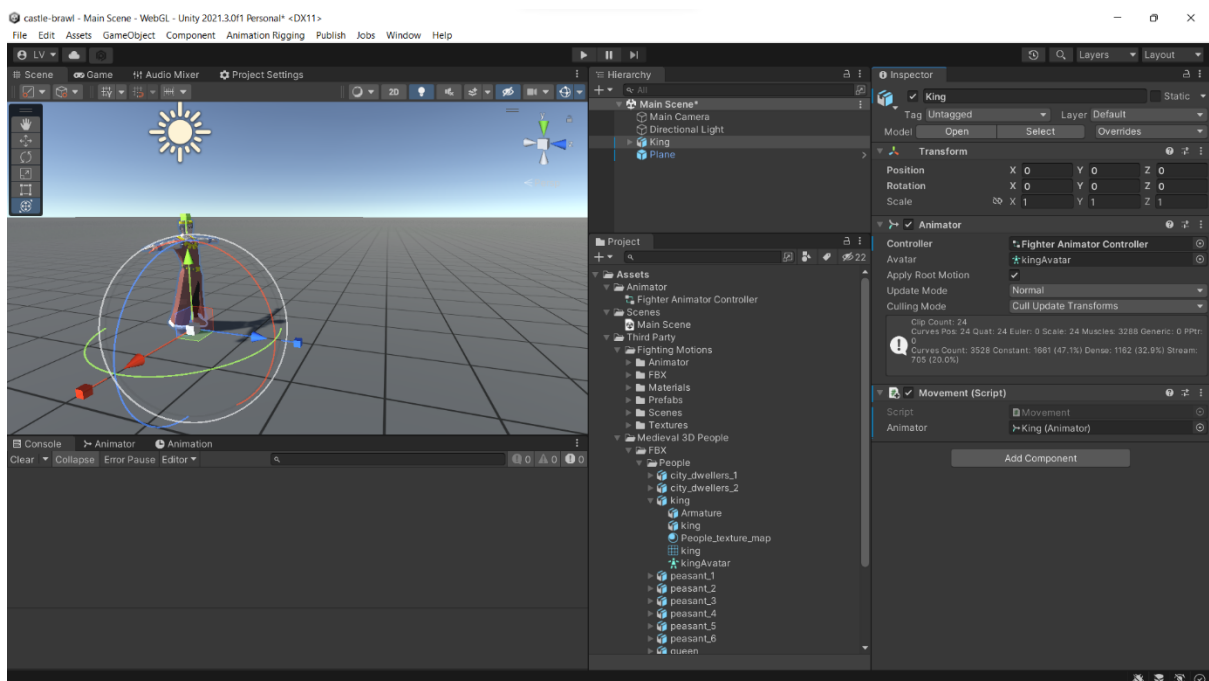 castle-brawl - Main Scene - WebGL - Unity 2021.3.0f1 Personal* <DX11>
File Edit Assets GameObject Component Animation Rigging Publish Jobs Window Help
LV
Layers Layout
Scene Game Audio Mixer Project Settings
2D
Hierarchy
All
Main Scene*
Main Camera
Directional Light
King
Plane
Project
22
Assets
Animator
Fighter Animator Controller
Scenes
Main Scene
Third Party
Fighting Motions
Animator
FBX
Materials
Prefabs
Scenes
Textures
Medieval 3D People
FBX
People
city_dwellers_1
city_dwellers_2
king
Armature
king
People_texture_map
king
kingAvatar
peasant_1
peasant_2
peasant_3
peasant_4
peasant_5
peasant_6
queen
Inspector
King Static
Tag Untagged Layer Default
Model Open Select Overrides
Transform
Position X 0 Y 0 Z 0
Rotation X 0 Y 0 Z 0
Scale X 1 Y 1 Z 1
Animator
Controller Fighter Animator Controller
Avatar kingAvatar
Apply Root Motion
Update Mode Normal
Culling Mode Cull Update Transforms
Clip Count: 24
Curves Pos: 24 Quat: 24 Euler: 0 Scale: 24 Muscles: 3288 Generic: 0 PPtr:
0
Curves Count: 3528 Constant: 1661 (47.1%) Dense: 1162 (32.9%) Stream:
705 (20.0%)
Movement (Script)
Script Movement
Animator King (Animator)
Add Component
Console Animator Animation
Clear Collapse Error Pause Editor 0 0 0